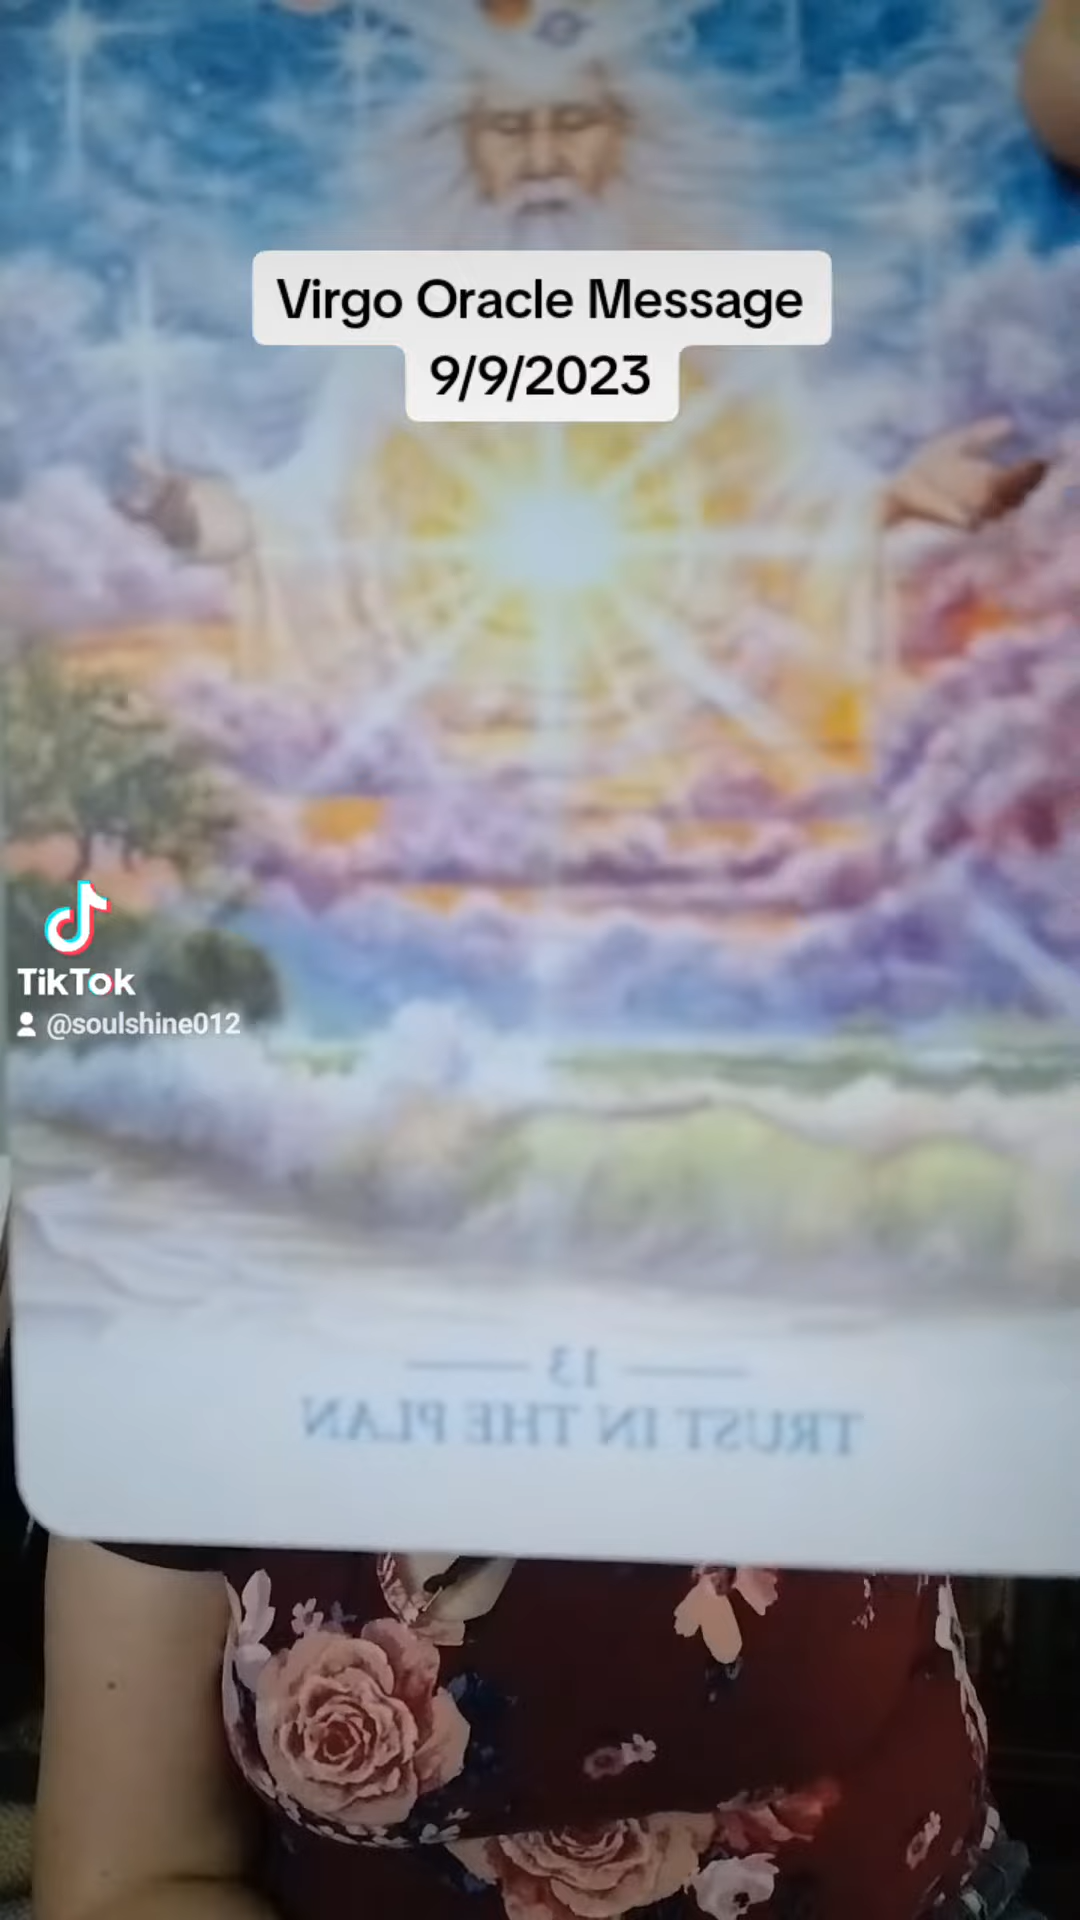 Virgo Oracle Message
9/9/2023
TikTok
@soulshine012
13
TRUST IN THE PLAN